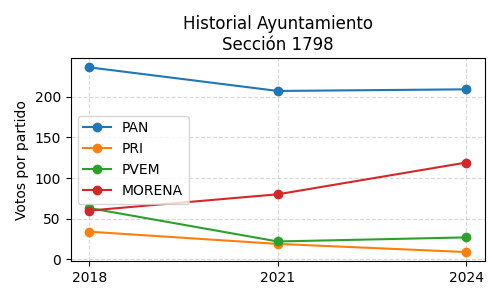 Historial Ayuntamiento
Sección 1798
Votos por partido
200
150
100
50
0
PAN
PRI
PVEM
MORENA
2018
2021
2024